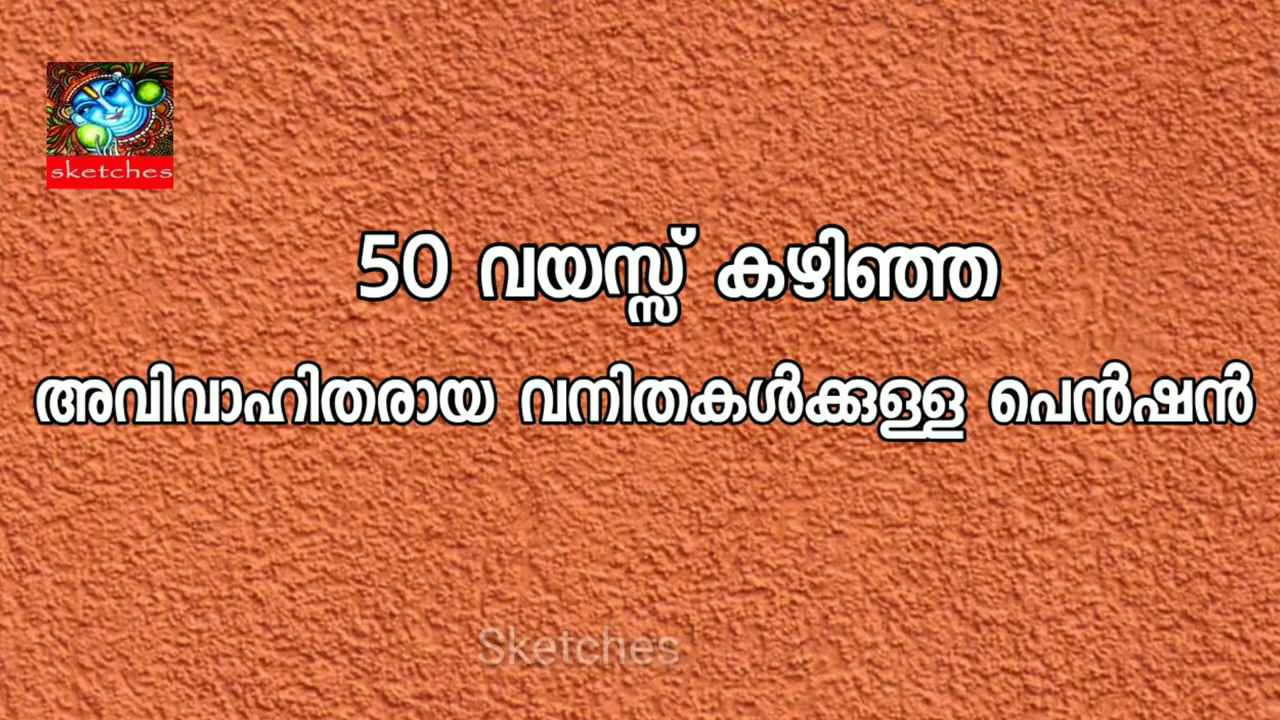 sketches
50 വയസ്സ് കഴിഞ്ഞ
അവിവാഹിതരായ വനിതകൾക്കുള്ള പെൻഷൻ
Sketches